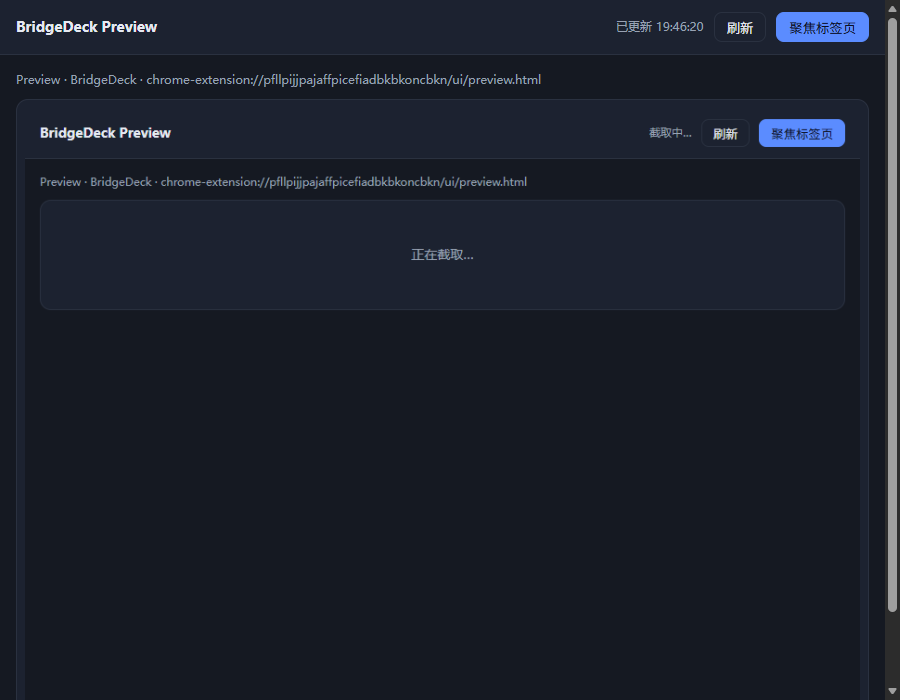 BridgeDeck Preview 已更新 19:46:20 刷新 聚焦标签页
Preview · BridgeDeck · chrome-extension://pfllpijjpajaffpicefiadbkbkoncbkn/ui/preview.html
BridgeDeck Preview 截取中... 刷新 聚焦标签页
Preview · BridgeDeck · chrome-extension://pfllpijjpajaffpicefiadbkbkoncbkn/ui/preview.html
正在截取...